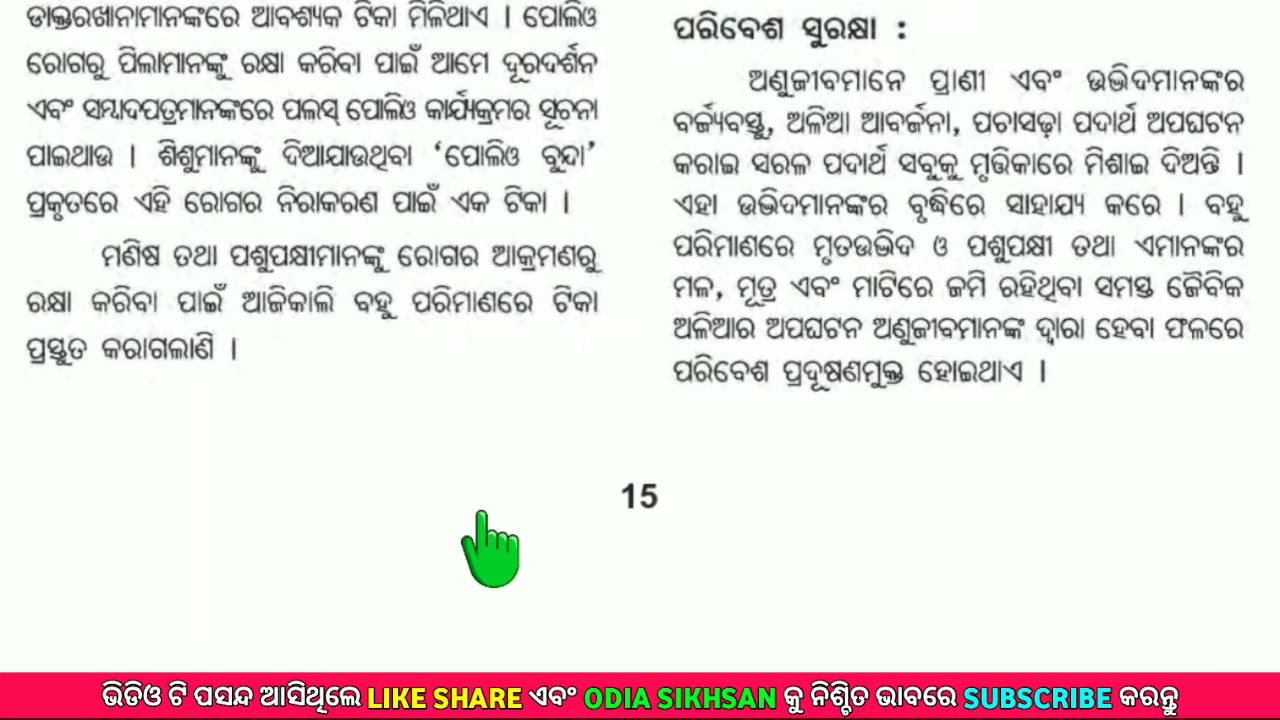 ଡାକ୍ତରଖାନାମାନଙ୍କରେ ଆବଶ୍ୟକ ଟିକା ମିଳିଥାଏ । ପୋଲିଓ
ରୋଗରୁ ପିଲାମାନଙ୍କୁ ରକ୍ଷା କରିବା ପାଇଁ ଆମେ ଦୂରଦର୍ଶନ
ଏବଂ ସମ୍ବାଦପତ୍ରମାନଙ୍କରେ ପଲସ୍ ପୋଲିଓ କାର୍ଯ୍ୟକ୍ରମର ସୂଚନା
ପାଇଥାଉ । ଶିଶୁମାନଙ୍କୁ ଦିଆଯାଉଥିବା ‘ପୋଲିଓ ବୁନ୍ଦା’
ପ୍ରକୃତରେ ଏହି ରୋଗର ନିରାକରଣ ପାଇଁ ଏକ ଟିକା ।
ମଣିଷ ତଥା ପଶୁପକ୍ଷୀମାନଙ୍କୁ ରୋଗର ଆକ୍ରମଣରୁ
ରକ୍ଷା କରିବା ପାଇଁ ଆଜିକାଲି ବହୁ ପରିମାଣରେ ଟିକା
ପ୍ରସ୍ତୁତ କରାଗଲାଣି ।
ପରିବେଶ ସୁରକ୍ଷା :
ଅଣୁଜୀବମାନେ ପ୍ରାଣୀ ଏବଂ ଉଦ୍ଭିଦମାନଙ୍କର
ବର୍ଜ୍ୟବସ୍ତୁ, ଅଳିଆ ଆବର୍ଜନା, ପଚାସଢ଼ା ପଦାର୍ଥ ଅପଘଟନ
କରାଇ ସରଳ ପଦାର୍ଥ ସବୁକୁ ମୃତ୍ତିକାରେ ମିଶାଇ ଦିଅନ୍ତି ।
ଏହା ଉଦ୍ଭିଦମାନଙ୍କର ବୃଦ୍ଧିରେ ସାହାଯ୍ୟ କରେ । ବହୁ
ପରିମାଣରେ ମୃତଉଦ୍ଭିଦ ଓ ପଶୁପକ୍ଷୀ ତଥା ଏମାନଙ୍କର
ମଳ, ମୂତ୍ର ଏବଂ ମାଟିରେ ଜମି ରହିଥିବା ସମସ୍ତ ଜୈବିକ
ଅଳିଆର ଅପଘଟନ ଅଣୁଜୀବମାନଙ୍କ ଦ୍ୱାରା ହେବା ଫଳରେ
ପରିବେଶ ପ୍ରଦୂଷଣମୁକ୍ତ ହୋଇଥାଏ ।
15
ଭିଡିଓ ଟି ପସନ୍ଦ ଆସିଥିଲେ LIKE SHARE ଏବଂ ODIA SIKHSAN କୁ ନିଶ୍ଚିତ ଭାବରେ SUBSCRIBE କରନ୍ତୁ